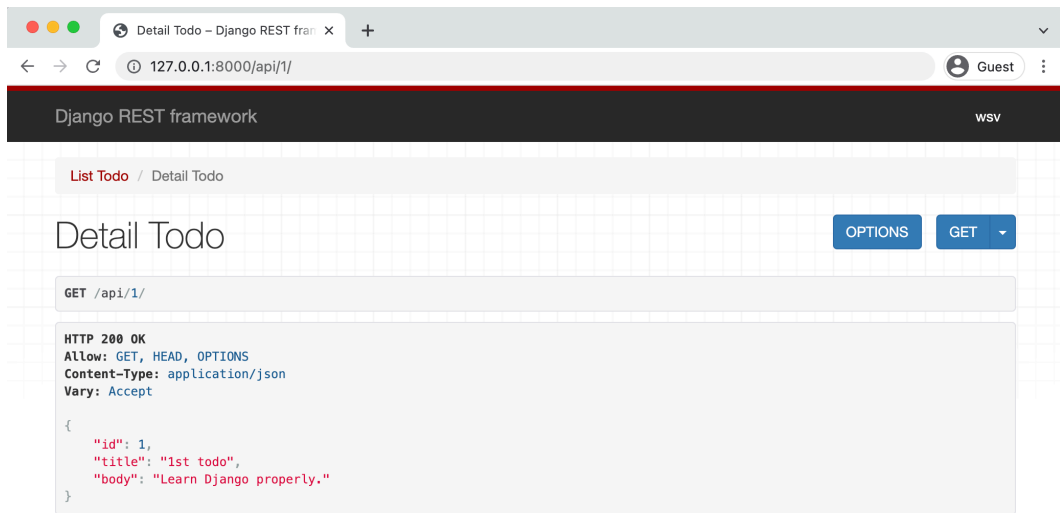 Detail Todo – Django REST fran
127.0.0.1:8000/api/1/
Guest
Django REST framework
wsv
List Todo / Detail Todo
Detail Todo
OPTIONS
GET
GET /api/1/
HTTP 200 OK
Allow: GET, HEAD, OPTIONS
Content-Type: application/json
Vary: Accept
{
    "id": 1,
    "title": "1st todo",
    "body": "Learn Django properly."
}